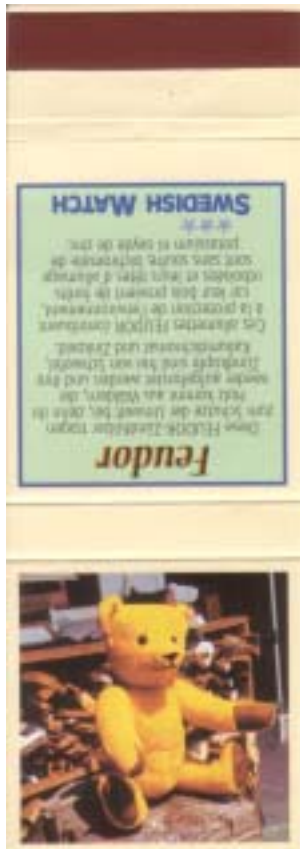 Feudor
Diese FEUDOR-Zündhölzer tragen
zum Schutze der Umwelt bei, denn ihr
Holz kommt aus Wäldern, die
wieder aufgeforstet werden und ihre
Zündköpfe sind frei von Schwefel,
Kaliumdichromat und Zinkoxid.
Ces allumettes FEUDOR contribuent
à la protection de l'environnement,
car leur bois provient de forêts
reboisées et leurs têtes d'allumage
sont sans soufre, bichromate de
potassium ni oxyde de zinc.
SWEDISH MATCH